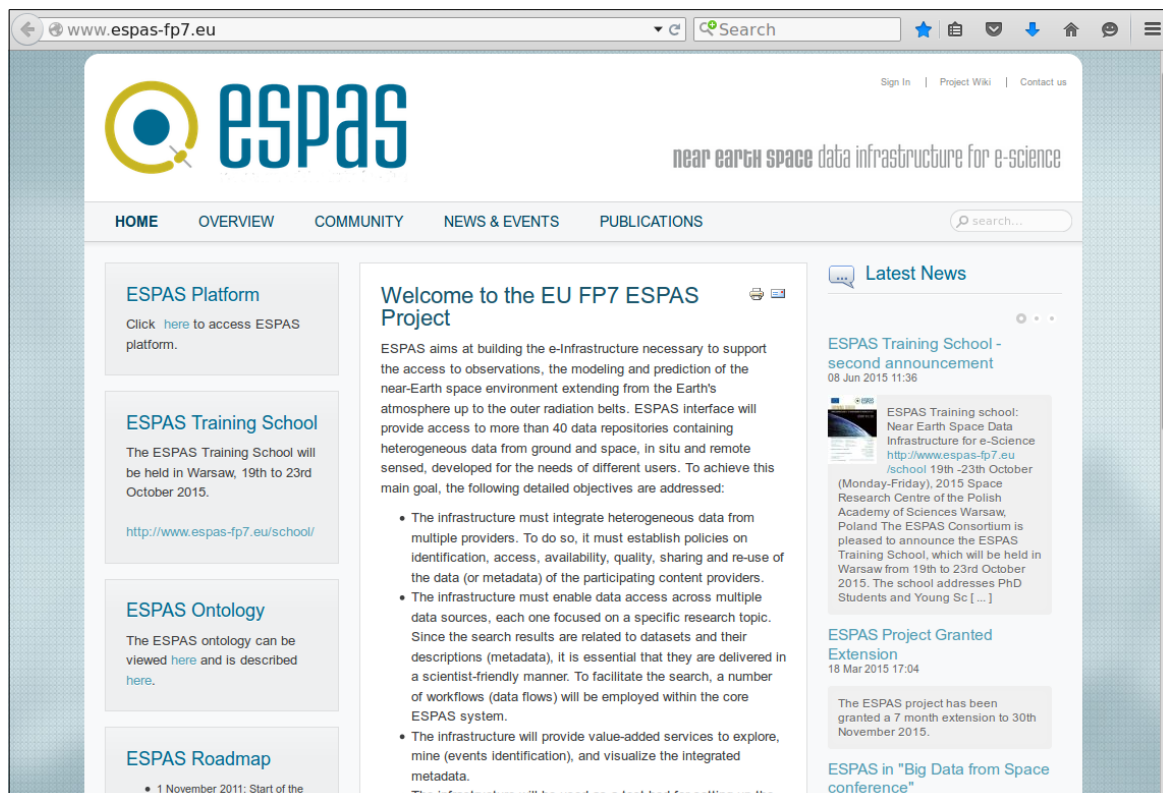 www.espas-fp7.eu
Search
espas
Sign In | Project Wiki | Contact us
near earth space data infrastructure for e-science
HOME OVERVIEW COMMUNITY NEWS & EVENTS PUBLICATIONS
search...
ESPAS Platform
Click here to access ESPAS
platform.
ESPAS Training School
The ESPAS Training School will
be held in Warsaw, 19th to 23rd
October 2015.
http://www.espas-fp7.eu/school/
ESPAS Ontology
The ESPAS ontology can be
viewed here and is described
here.
ESPAS Roadmap
• 1 November 2011: Start of the
Welcome to the EU FP7 ESPAS
Project
ESPAS aims at building the e-Infrastructure necessary to support
the access to observations, the modeling and prediction of the
near-Earth space environment extending from the Earth's
atmosphere up to the outer radiation belts. ESPAS interface will
provide access to more than 40 data repositories containing
heterogeneous data from ground and space, in situ and remote
sensed, developed for the needs of different users. To achieve this
main goal, the following detailed objectives are addressed:
• The infrastructure must integrate heterogeneous data from
multiple providers. To do so, it must establish policies on
identification, access, availability, quality, sharing and re-use of
the data (or metadata) of the participating content providers.
• The infrastructure must enable data access across multiple
data sources, each one focused on a specific research topic.
Since the search results are related to datasets and their
descriptions (metadata), it is essential that they are delivered in
a scientist-friendly manner. To facilitate the search, a number
of workflows (data flows) will be employed within the core
ESPAS system.
• The infrastructure will provide value-added services to explore,
mine (events identification), and visualize the integrated
metadata.
Latest News
ESPAS Training School -
second announcement
08 Jun 2015 11:36
ESPAS Training school:
Near Earth Space Data
Infrastructure for e-Science
http://www.espas-fp7.eu
/school 19th -23th October
(Monday-Friday), 2015 Space
Research Centre of the Polish
Academy of Sciences Warsaw,
Poland The ESPAS Consortium is
pleased to announce the ESPAS
Training School, which will be held in
Warsaw from 19th to 23rd October
2015. The school addresses PhD
Students and Young Sc [ ... ]
ESPAS Project Granted
Extension
18 Mar 2015 17:04
The ESPAS project has been
granted a 7 month extension to 30th
November 2015.
ESPAS in "Big Data from Space
conference"